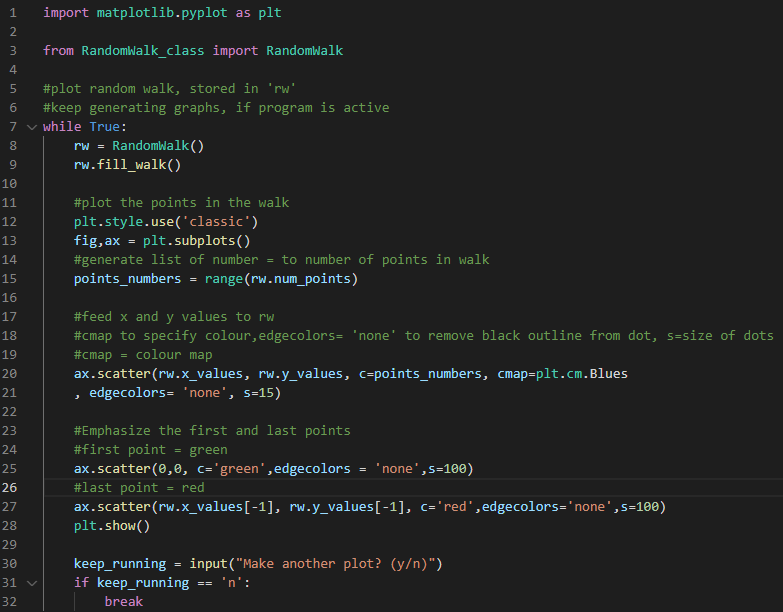 1 import matplotlib.pyplot as plt
2
3 from RandomWalk_class import RandomWalk
4
5 #plot random walk, stored in 'rw'
6 #keep generating graphs, if program is active
7 while True:
8     rw = RandomWalk()
9     rw.fill_walk()
10
11     #plot the points in the walk
12     plt.style.use('classic')
13     fig,ax = plt.subplots()
14     #generate list of number = to number of points in walk
15     points_numbers = range(rw.num_points)
16
17     #feed x and y values to rw
18     #cmap to specify colour,edgecolors= 'none' to remove black outline from dot, s=size of dots
19     #cmap = colour map
20     ax.scatter(rw.x_values, rw.y_values, c=points_numbers, cmap=plt.cm.Blues
21     , edgecolors= 'none', s=15)
22
23     #Emphasize the first and last points
24     #first point = green
25     ax.scatter(0,0, c='green',edgecolors = 'none',s=100)
26     #last point = red
27     ax.scatter(rw.x_values[-1], rw.y_values[-1], c='red',edgecolors='none',s=100)
28     plt.show()
29
30     keep_running = input("Make another plot? (y/n)")
31     if keep_running == 'n':
32         break